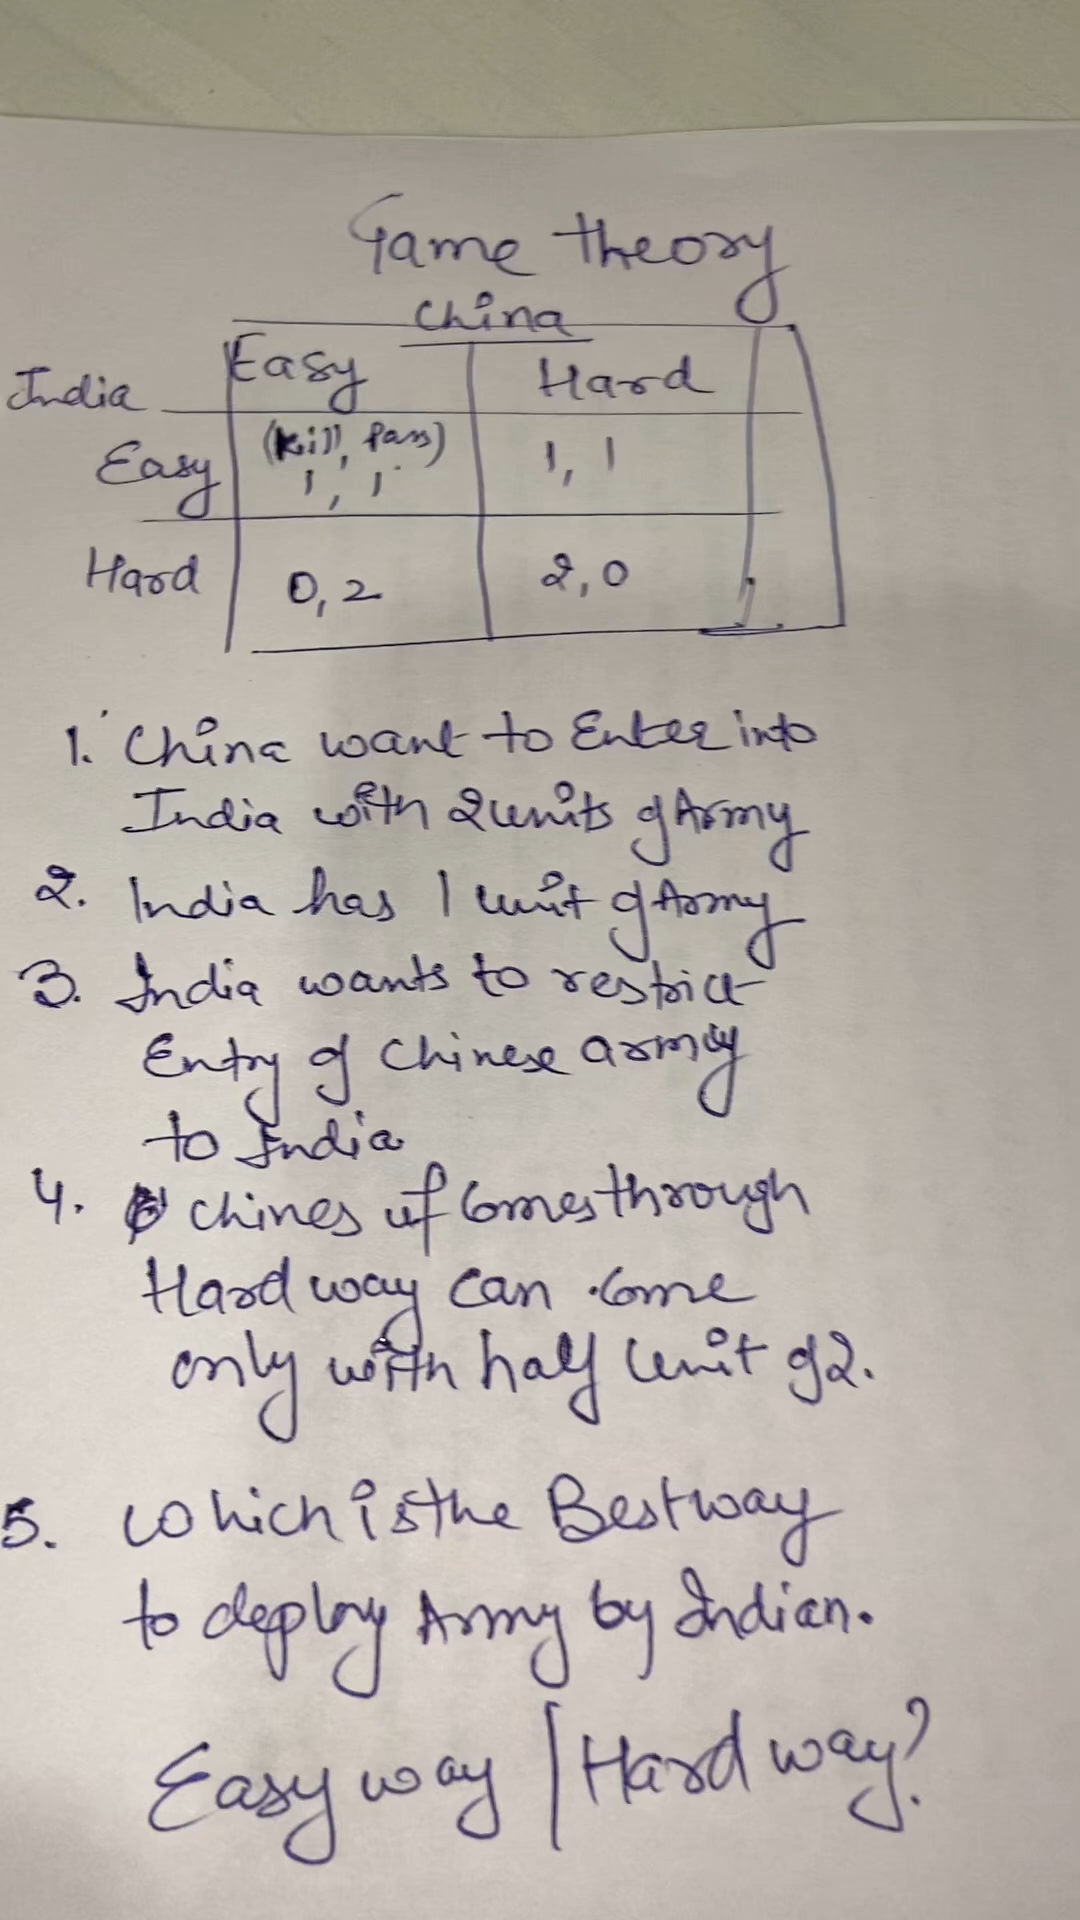 Game theory
China
India Easy Hard
Easy (Kill, Pass) 1, 1
1, 1
Hard 0, 2 2, 0
1. China want to Enter into
India with 2 units of Army
2. India has 1 unit of Army
3. India wants to restrict
Entry of Chinese army
to India
4. Chines if Comes through
Hard way can Come
only with half Unit of 2.
5. Which is the Best way
to deploy Army by Indian.
Easy way | Hard way?